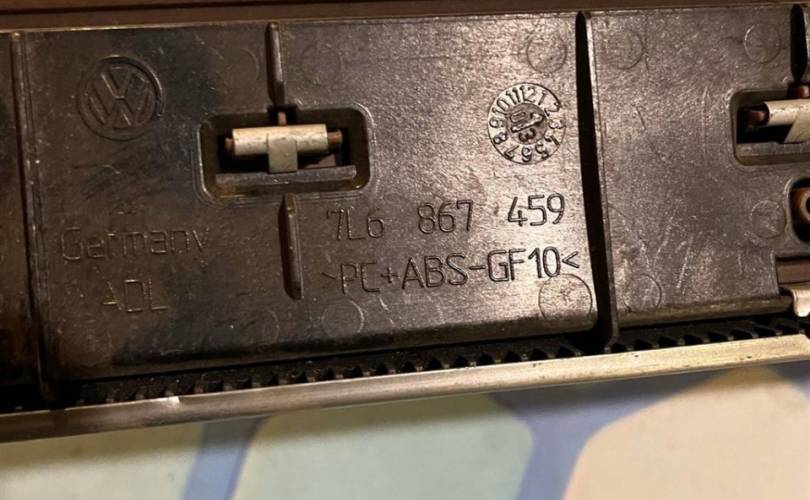 7L6 867 459
>PC+ABS-GF10<
Germany
ADL